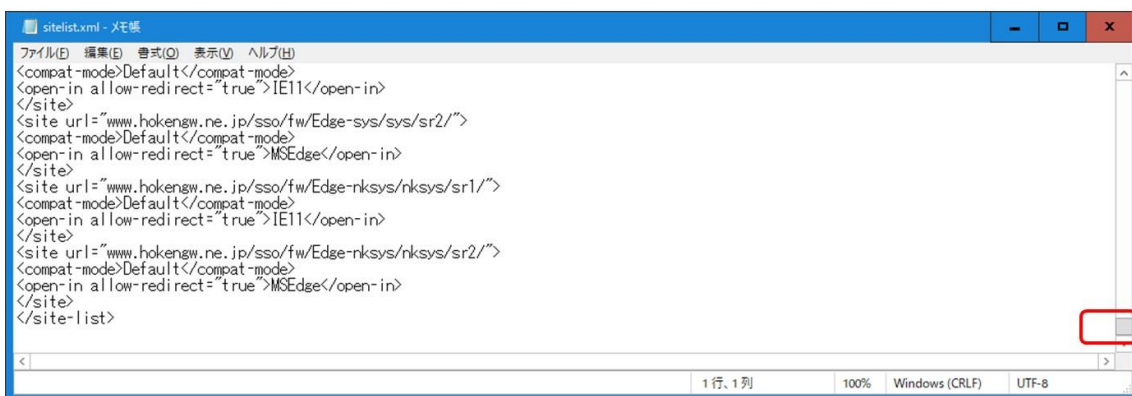 sitelist.xml - メモ帳
ファイル(F) 編集(E) 書式(O) 表示(V) ヘルプ(H)
<compat-mode>Default</compat-mode>
<open-in allow-redirect="true">IE11</open-in>
</site>
<site url="www.hokengw.ne.jp/sso/fw/Edge-sys/sys/sr2/">
<compat-mode>Default</compat-mode>
<open-in allow-redirect="true">MSEdge</open-in>
</site>
<site url="www.hokengw.ne.jp/sso/fw/Edge-nksys/nksys/sr1/">
<compat-mode>Default</compat-mode>
<open-in allow-redirect="true">IE11</open-in>
</site>
<site url="www.hokengw.ne.jp/sso/fw/Edge-nksys/nksys/sr2/">
<compat-mode>Default</compat-mode>
<open-in allow-redirect="true">MSEdge</open-in>
</site>
</site-list>
1行、1列 100% Windows (CRLF) UTF-8